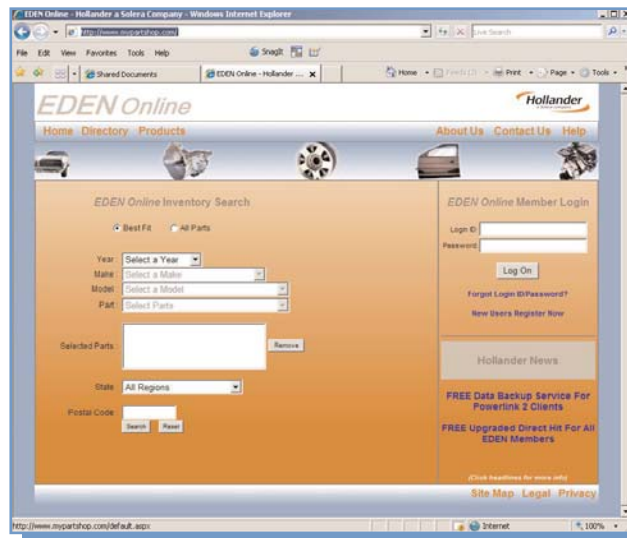 EDEN Online - Hollander a Solera Company - Windows Internet Explorer
http://www.mypartshop.com/
Live Search
File Edit View Favorites Tools Help
SnagIt
Shared Documents
EDEN Online - Hollander ...
Home
Print
Page
Tools
EDEN Online
Hollander
Home Directory Products
About Us Contact Us Help
EDEN Online Inventory Search
Best Fit All Parts
Year Select a Year
Make Select a Make
Model Select a Model
Part Select Parts
Selected Parts
Remove
State All Regions
Postal Code
Search Reset
EDEN Online Member Login
Login ID
Password
Log On
Forgot Login ID/Password?
New Users Register Now
Hollander News
FREE Data Backup Service For
Powerlink 2 Clients
FREE Upgraded Direct Hit For All
EDEN Members
(Click headlines for more info)
Site Map Legal Privacy
http://www.mypartshop.com/default.aspx
Internet
100%